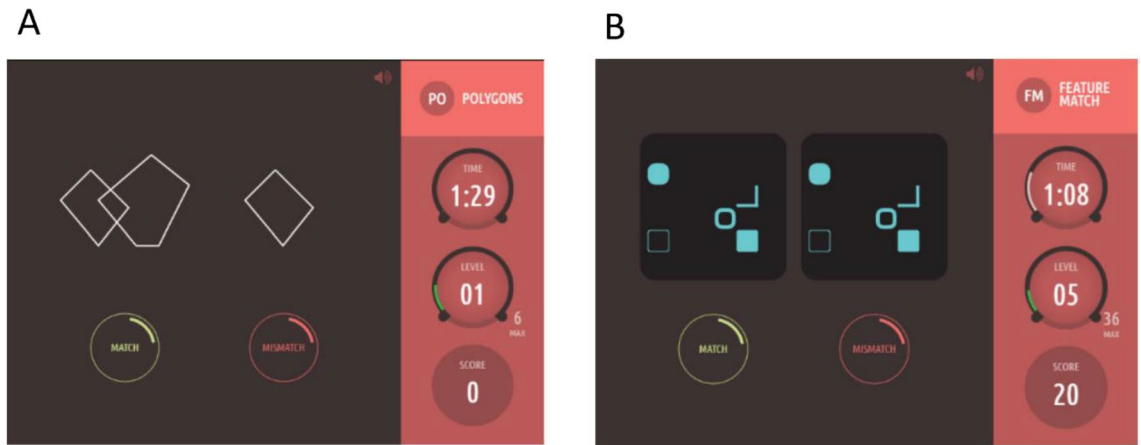 A
PO POLYGONS
TIME
1:29
LEVEL
01
6
MAX
SCORE
0
MATCH
MISMATCH
B
FM FEATURE
MATCH
TIME
1:08
LEVEL
05
36
MAX
SCORE
20
MATCH
MISMATCH